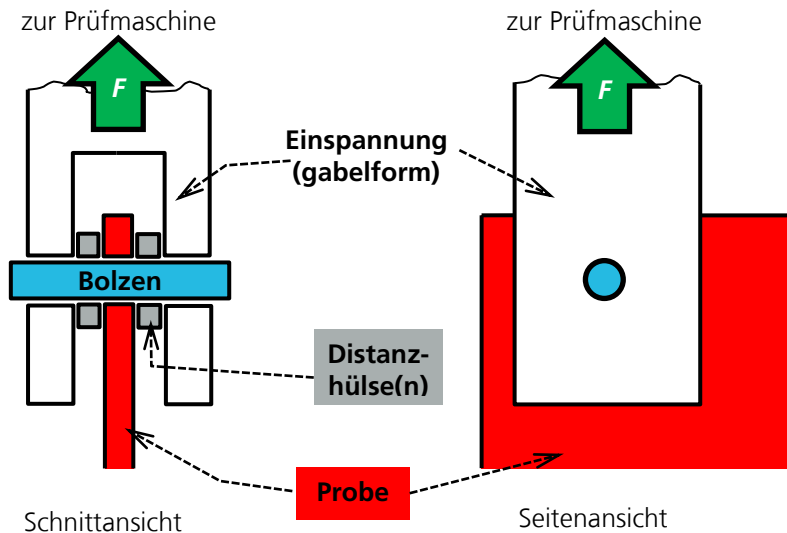 zur Prüfmaschine
zur Prüfmaschine
F
F
Einspannung
(gabelform)
Bolzen
Distanz-
hülse(n)
Probe
Schnittansicht
Seitenansicht